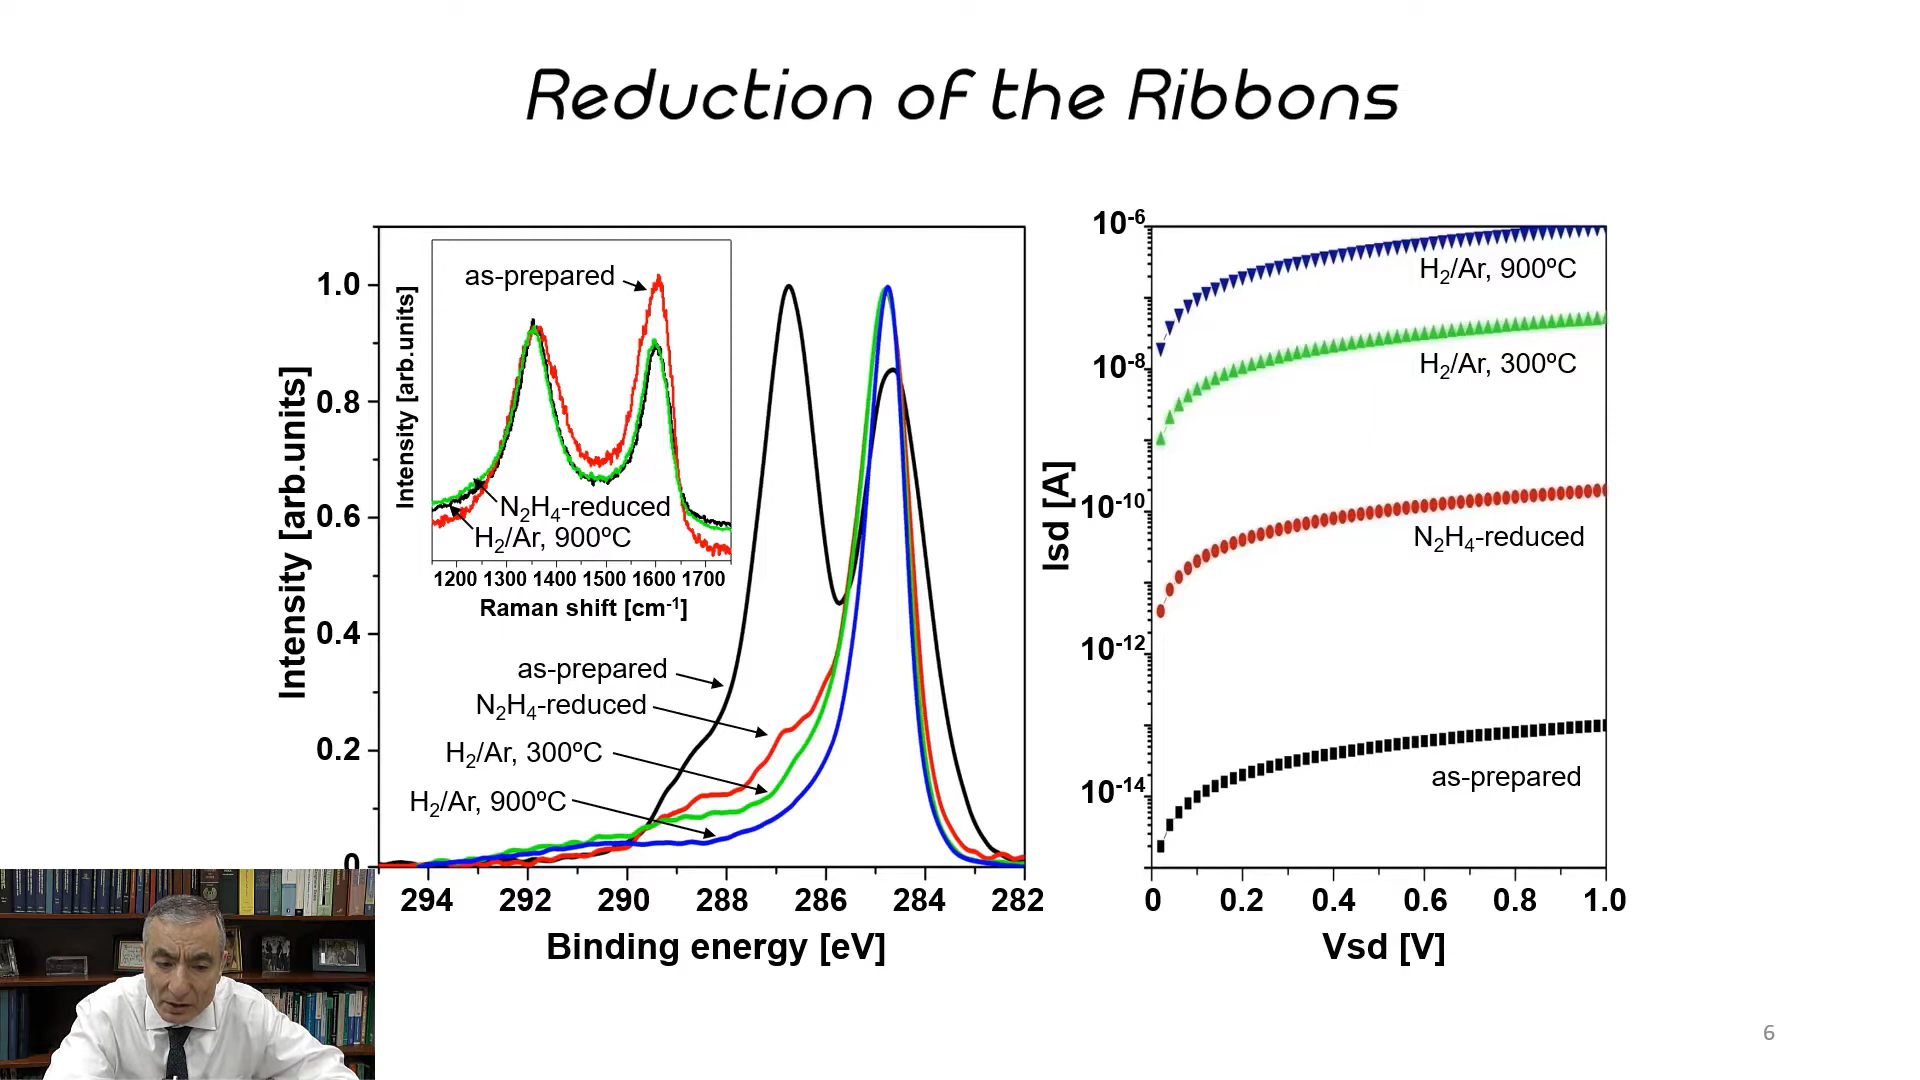 Reduction of the Ribbons
Intensity [arb.units]
1.0
0.8
0.6
0.4
0.2
0
294 292 290 288 286 284 282
Binding energy [eV]
as-prepared
N₂H₄-reduced
H₂/Ar, 300ºC
H₂/Ar, 900ºC
Intensity [arb.units]
as-prepared
N₂H₄-reduced
H₂/Ar, 900ºC
1200 1300 1400 1500 1600 1700
Raman shift [cm⁻¹]
Isd [A]
10⁻⁶
10⁻⁸
10⁻¹⁰
10⁻¹²
10⁻¹⁴
H₂/Ar, 900ºC
H₂/Ar, 300ºC
N₂H₄-reduced
as-prepared
0 0.2 0.4 0.6 0.8 1.0
Vsd [V]
6